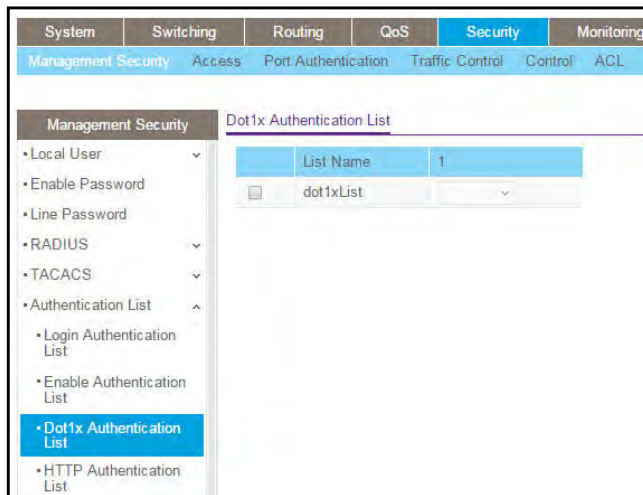 System Switching Routing QoS Security Monitoring
Management Security Access Port Authentication Traffic Control Control ACL
Management Security
Local User
Enable Password
Line Password
RADIUS
TACACS
Authentication List
Login Authentication
List
Enable Authentication
List
Dot1x Authentication
List
HTTP Authentication
List
Dot1x Authentication List
List Name 1
dot1xList